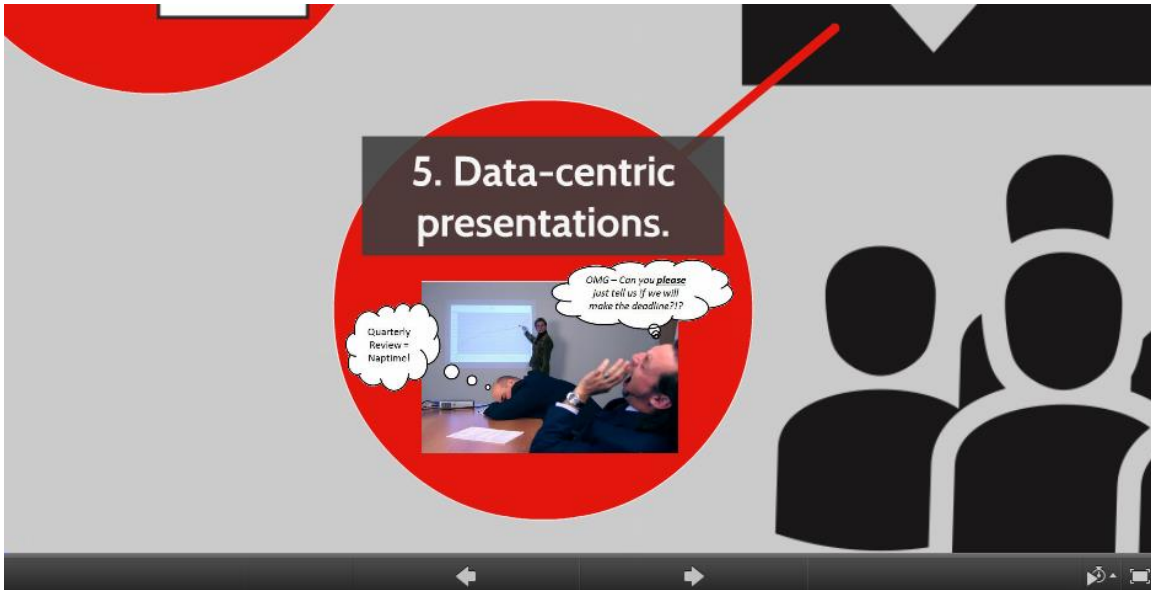 5. Data-centric
presentations.
OMG – Can you please
just tell us if we will
make the deadline?!?
Quarterly
Review =
Naptime!